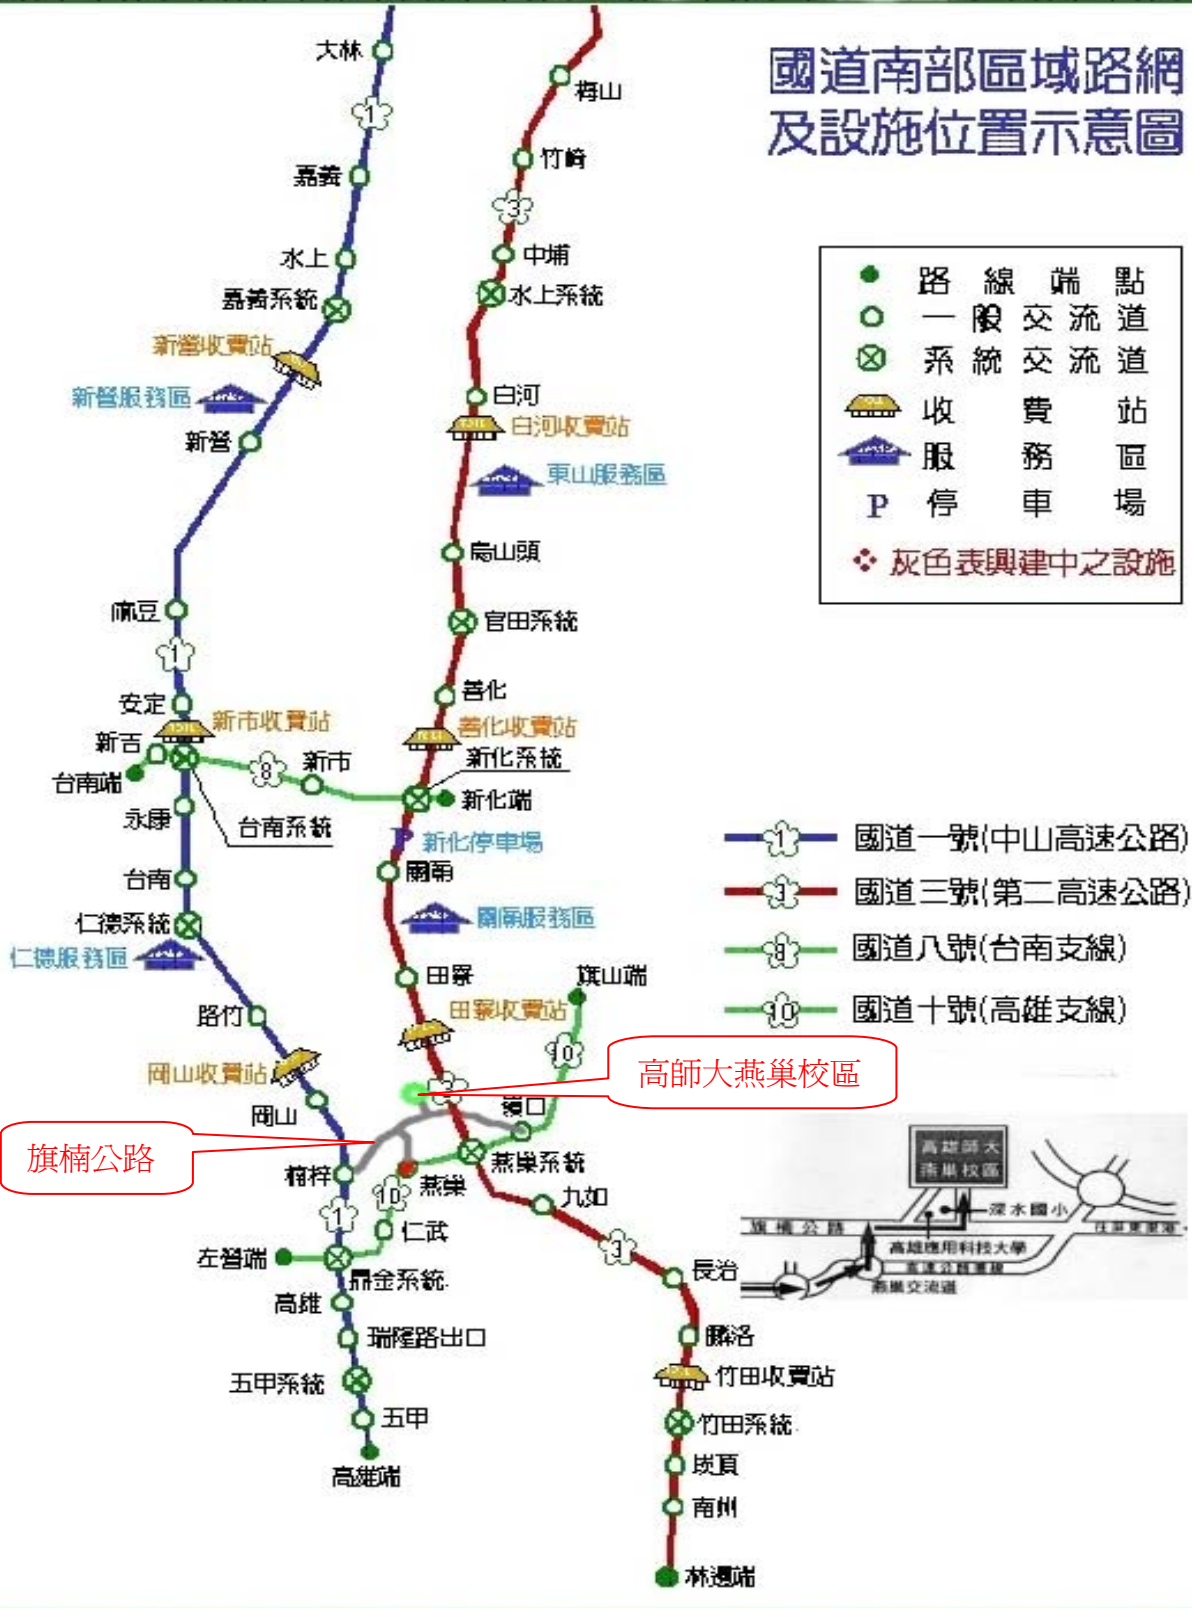 國道南部區域路網
及設施位置示意圖
大林
1
嘉義
水上
嘉義系統
新營收費站
新營服務區
新營
麻豆
1
安定
新市收費站
新吉
台南端
8
新市
永康
台南系統
台南
仁德系統
仁德服務區
路竹
岡山收費站
岡山
旗楠公路
楠梓
1
10
燕巢
仁武
左營端
鼎金系統
高雄
瑞隆路出口
五甲系統
五甲
高雄端
梅山
竹崎
3
中埔
水上系統
白河
白河收費站
東山服務區
烏山頭
官田系統
善化
善化收費站
新化系統
新化端
P
新化停車場
關廟
關廟服務區
田寮
旗山端
田寮收費站
10
高師大燕巢校區
3
嶺口
燕巢系統
九如
3
長治
麟洛
竹田收費站
竹田系統
崁頂
南州
林邊端
路線端點
一般交流道
系統交流道
收費站
服務區
P 停車場
灰色表興建中之設施
1 國道一號(中山高速公路)
3 國道三號(第二高速公路)
8 國道八號(台南支線)
10 國道十號(高雄支線)
高雄師大
燕巢校區
深水國小
旗楠公路
高雄應用科技大學
燕巢交流道